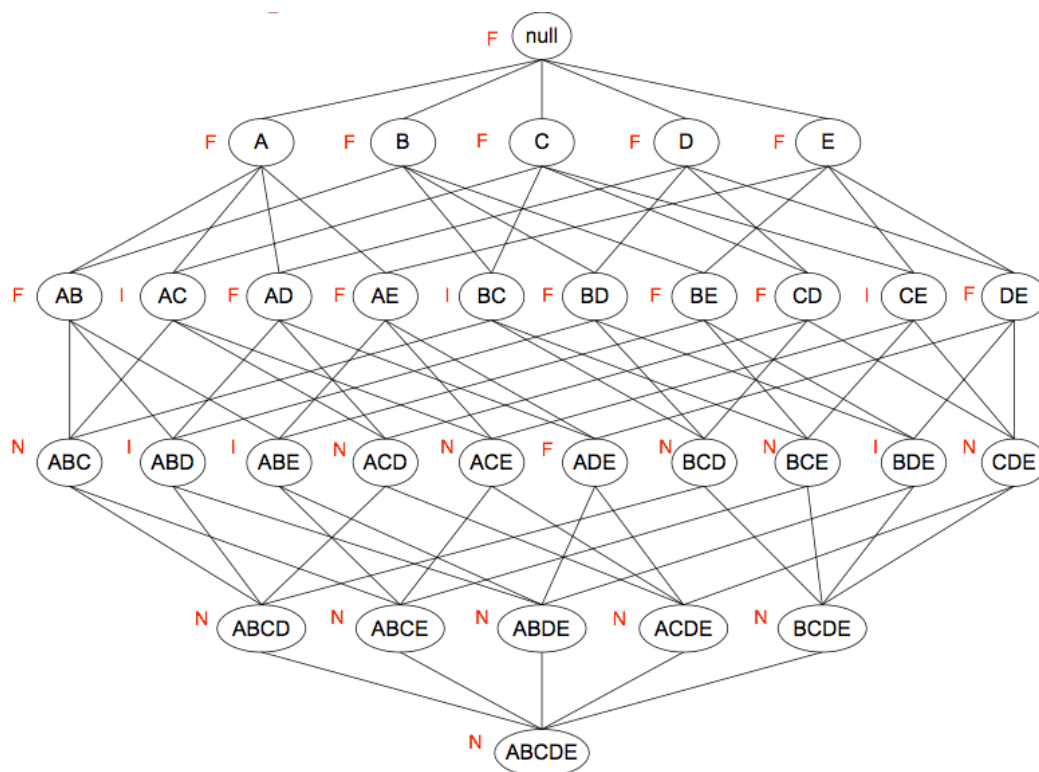 F null
F A F B F C F D F E
F AB I AC F AD F AE I BC F BD F BE F CD I CE F DE
N ABC I ABD I ABE N ACD N ACE F ADE N BCD N BCE I BDE N CDE
N ABCD N ABCE N ABDE N ACDE N BCDE
N ABCDE